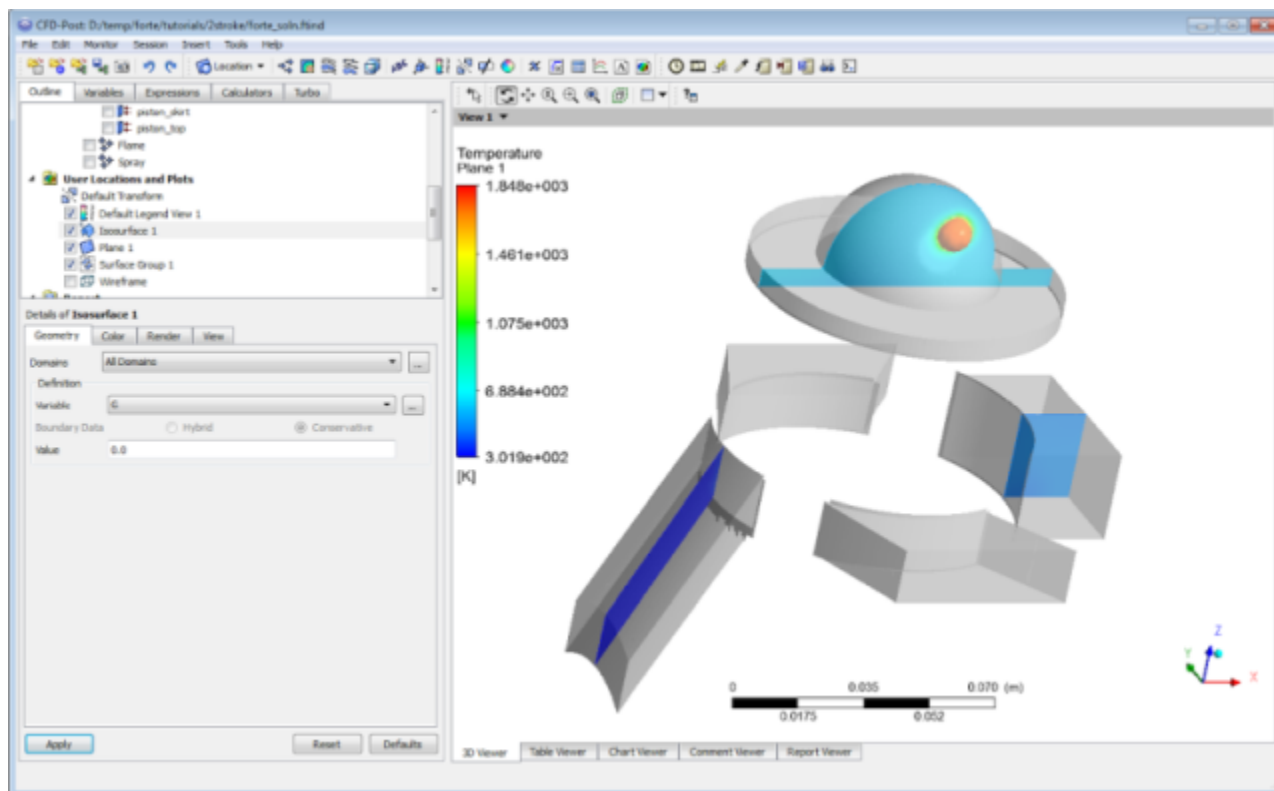 CFD-Post: D:/temp/forte/tutorials/2stroke/forte_soln.ftind
File Edit Monitor Session Insert Tools Help
Location
Outline Variables Expressions Calculators Turbo
piston_skirt
piston_top
Flame
Spray
User Locations and Plots
Default Transform
Default Legend View 1
Isosurface 1
Plane 1
Surface Group 1
Wireframe
Report
Details of Isosurface 1
Geometry Color Render View
Domains All Domains ...
Definition
Variable G ...
Boundary Data Hybrid Conservative
Value 0.0
Apply Reset Defaults
View 1
Temperature
Plane 1
1.848e+003
1.461e+003
1.075e+003
6.884e+002
3.019e+002
[K]
Z
Y
X
0 0.035 0.070 (m)
0.0175 0.052
3D Viewer Table Viewer Chart Viewer Comment Viewer Report Viewer